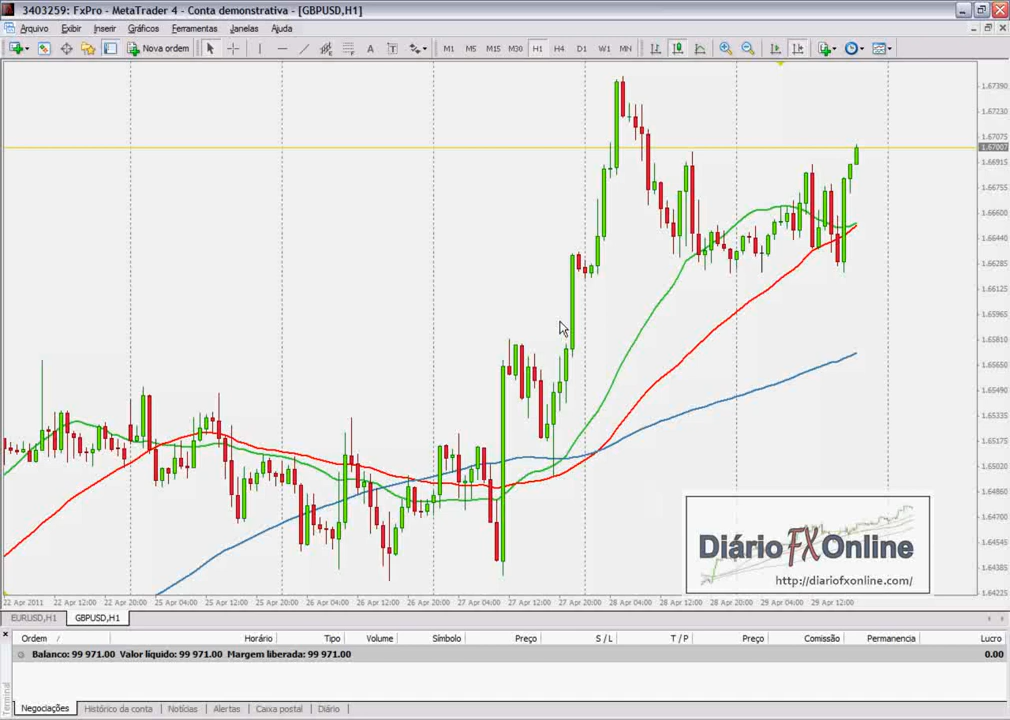 3403259: FxPro - MetaTrader 4 - Conta demonstrativa - [GBPUSD,H1]
Arquivo Exibir Inserir Gráficos Ferramentas Janelas Ajuda
Nova ordem A T M1 M5 M15 M30 H1 H4 D1 W1 MN
1.67390
1.67230
1.67075
1.67007
1.66915
1.66755
1.66600
1.66440
1.66285
1.66125
1.65965
1.65810
1.65650
1.65490
1.65335
1.65175
1.65020
1.64860
1.64700
1.64545
1.64385
1.64225
DiárioFXOnline
http://diariofxonline.com/
22 Apr 2011 22 Apr 12:00 22 Apr 20:00 25 Apr 04:00 25 Apr 12:00 25 Apr 20:00 26 Apr 04:00 26 Apr 12:00 26 Apr 20:00 27 Apr 04:00 27 Apr 12:00 27 Apr 20:00 28 Apr 04:00 28 Apr 12:00 28 Apr 20:00 29 Apr 04:00 29 Apr 12:00
EURUSD,H1 GBPUSD,H1
Ordem / Horário Tipo Volume Símbolo Preço S / L T / P Preço Comissão Permanencia Lucro
Balanco: 99 971.00 Valor líquido: 99 971.00 Margem liberada: 99 971.00 0.00
Terminal
Negociações Histórico da conta Notícias Alertas Caixa postal Diário